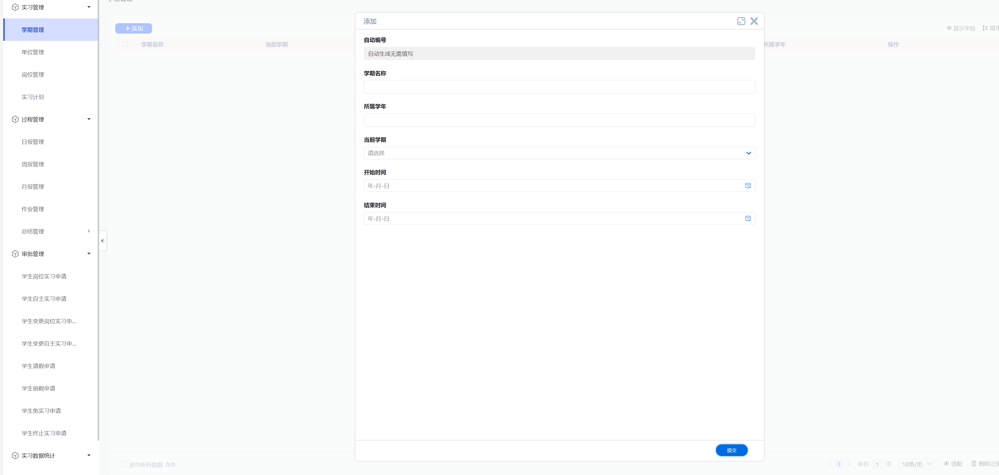 实习管理
学期管理
单位管理
岗位管理
实习计划
过程管理
日报管理
周报管理
月报管理
作业管理
总结管理
审批管理
学生岗位实习申请
学生自主实习申请
学生变更岗位实习申...
学生变更自主实习申...
学生请假申请
学生销假申请
学生免实习申请
学生终止实习申请
实习数据统计
学期管理
添加
显示字段 排序
学期名称 当前学期 所属学年 操作
添加
自动编号
自动生成无需填写
学期名称
所属学年
当前学期
请选择
开始时间
年-月-日
结束时间
年-月-日
提交
选中所有数据 0/0
1 前往 1 页 10条/页 适配 删除记录